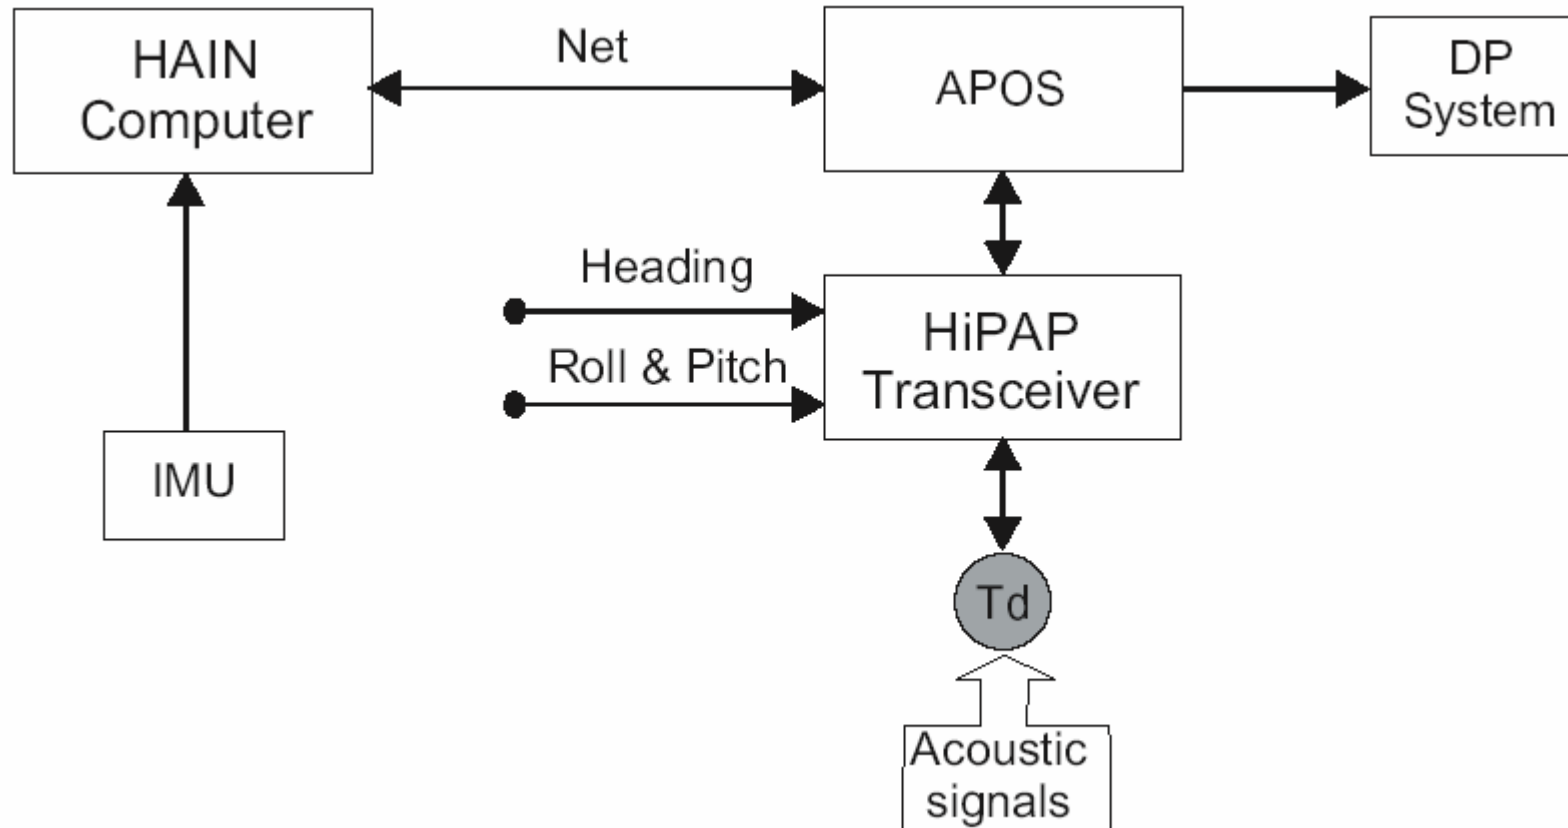 HAIN
Computer
Net
APOS
DP
System
Heading
Roll & Pitch
HiPAP
Transceiver
IMU
Td
Acoustic
signals